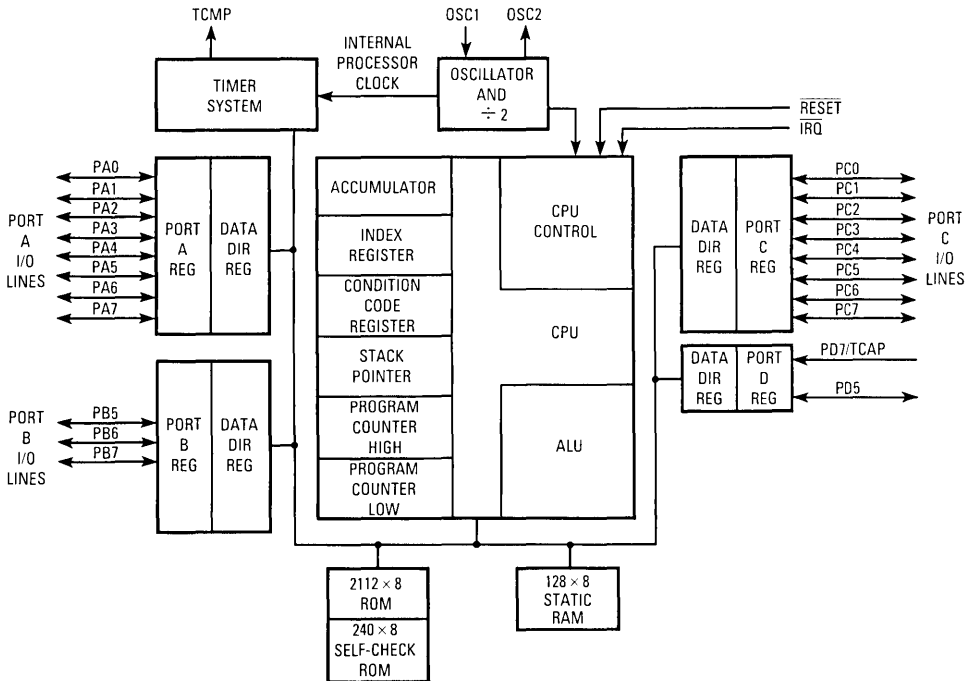 TCMP
OSC1
OSC2
INTERNAL
PROCESSOR
CLOCK
TIMER
SYSTEM
OSCILLATOR
AND
÷ 2
RESET
IRQ
PORT
A
I/O
LINES
PA0
PA1
PA2
PA3
PA4
PA5
PA6
PA7
PORT
A
REG
DATA
DIR
REG
PORT
B
I/O
LINES
PB5
PB6
PB7
PORT
B
REG
DATA
DIR
REG
ACCUMULATOR
INDEX
REGISTER
CONDITION
CODE
REGISTER
STACK
POINTER
PROGRAM
COUNTER
HIGH
PROGRAM
COUNTER
LOW
CPU
CONTROL
CPU
ALU
DATA
DIR
REG
PORT
C
REG
PC0
PC1
PC2
PC3
PC4
PC5
PC6
PC7
PORT
C
I/O
LINES
DATA
DIR
REG
PORT
D
REG
PD7/TCAP
PD5
2112 × 8
ROM
240 × 8
SELF-CHECK
ROM
128 × 8
STATIC
RAM